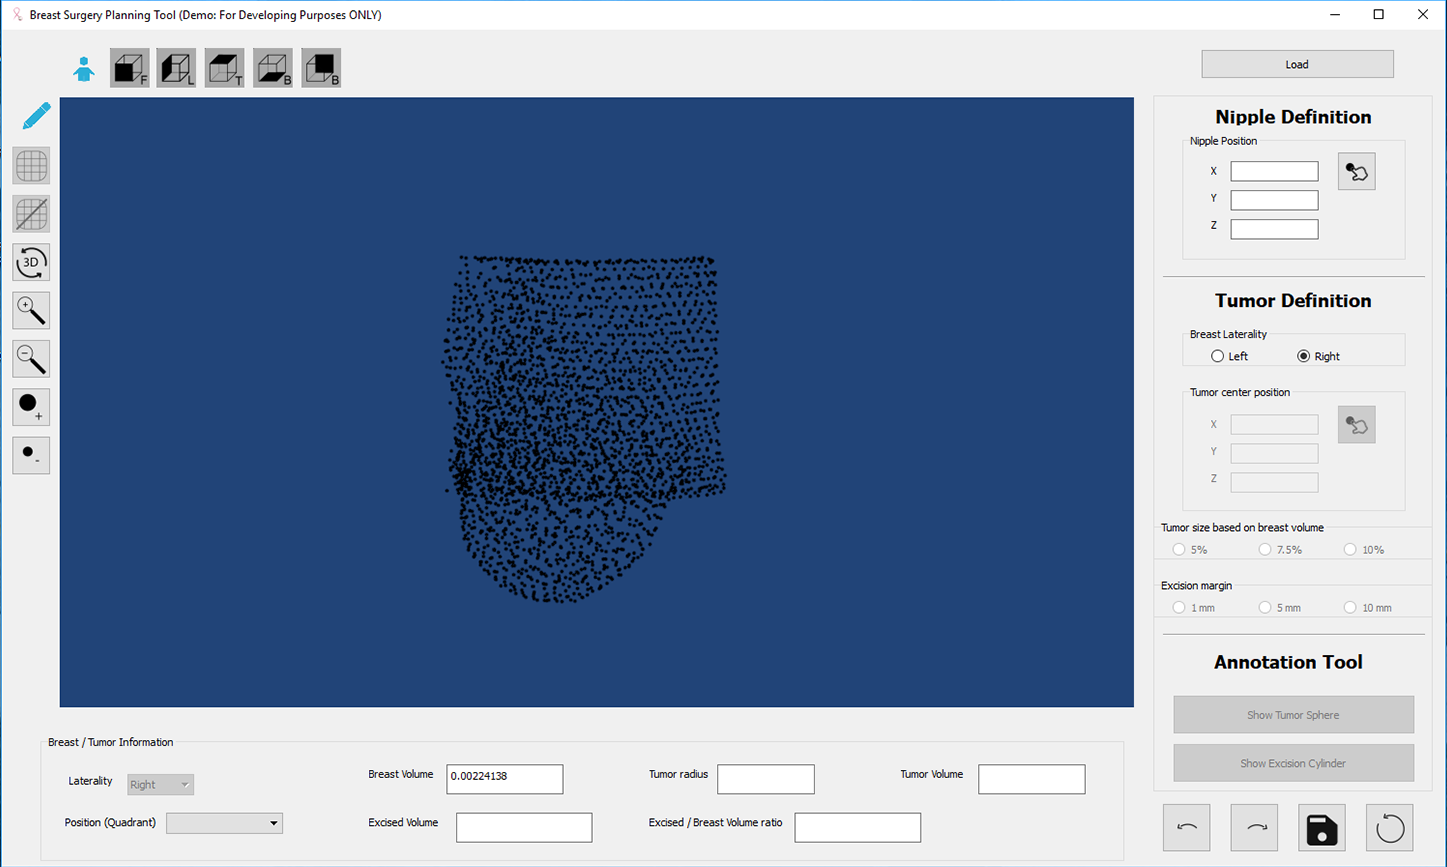 Breast Surgery Planning Tool (Demo: For Developing Purposes ONLY)
F
L
T
B
B
Load
3D
Nipple Definition
Nipple Position
X
Y
Z
Tumor Definition
Breast Laterality
Left
Right
Tumor center position
X
Y
Z
Tumor size based on breast volume
5%
7.5%
10%
Excision margin
1 mm
5 mm
10 mm
Annotation Tool
Show Tumor Sphere
Show Excision Cylinder
Breast / Tumor Information
Laterality
Right
Breast Volume
0.00224138
Tumor radius
Tumor Volume
Position (Quadrant)
Excised Volume
Excised / Breast Volume ratio